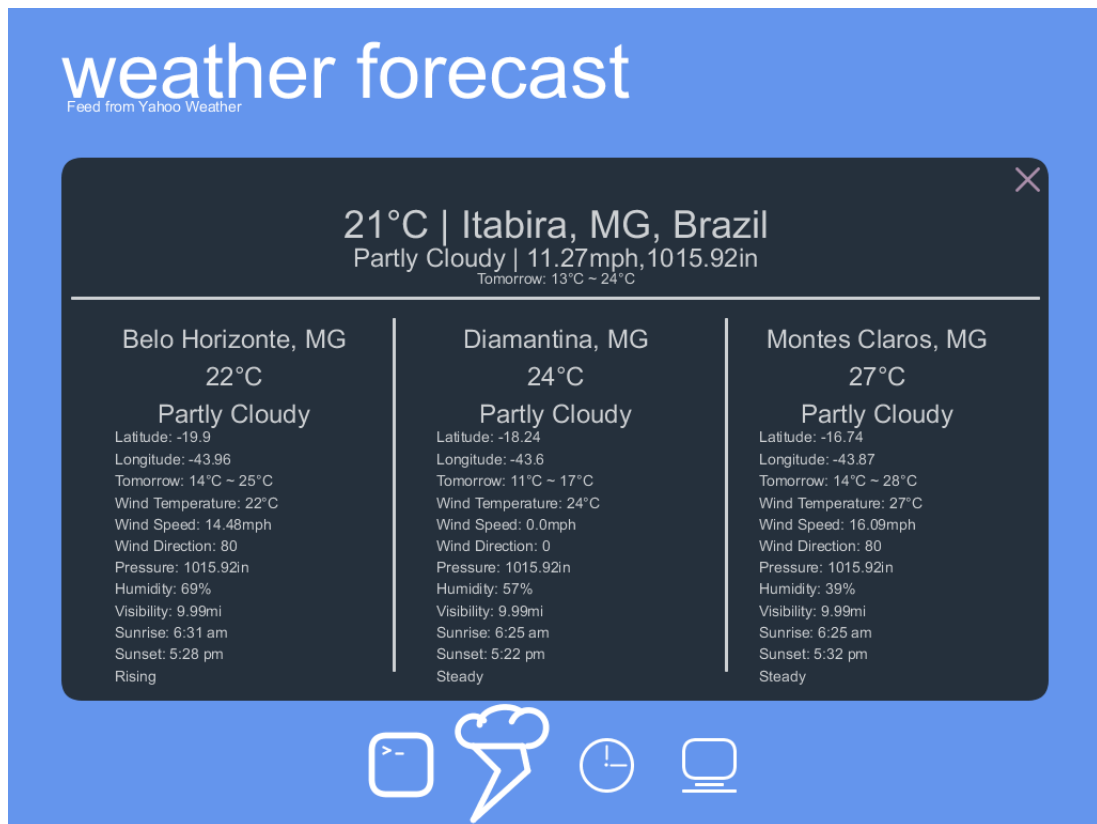 weather forecast
Feed from Yahoo Weather
21°C | Itabira, MG, Brazil
Partly Cloudy | 11.27mph,1015.92in
Tomorrow: 13°C ~ 24°C
Belo Horizonte, MG
22°C
Partly Cloudy
Latitude: -19.9
Longitude: -43.96
Tomorrow: 14°C ~ 25°C
Wind Temperature: 22°C
Wind Speed: 14.48mph
Wind Direction: 80
Pressure: 1015.92in
Humidity: 69%
Visibility: 9.99mi
Sunrise: 6:31 am
Sunset: 5:28 pm
Rising
Diamantina, MG
24°C
Partly Cloudy
Latitude: -18.24
Longitude: -43.6
Tomorrow: 11°C ~ 17°C
Wind Temperature: 24°C
Wind Speed: 0.0mph
Wind Direction: 0
Pressure: 1015.92in
Humidity: 57%
Visibility: 9.99mi
Sunrise: 6:25 am
Sunset: 5:22 pm
Steady
Montes Claros, MG
27°C
Partly Cloudy
Latitude: -16.74
Longitude: -43.87
Tomorrow: 14°C ~ 28°C
Wind Temperature: 27°C
Wind Speed: 16.09mph
Wind Direction: 80
Pressure: 1015.92in
Humidity: 39%
Visibility: 9.99mi
Sunrise: 6:25 am
Sunset: 5:32 pm
Steady